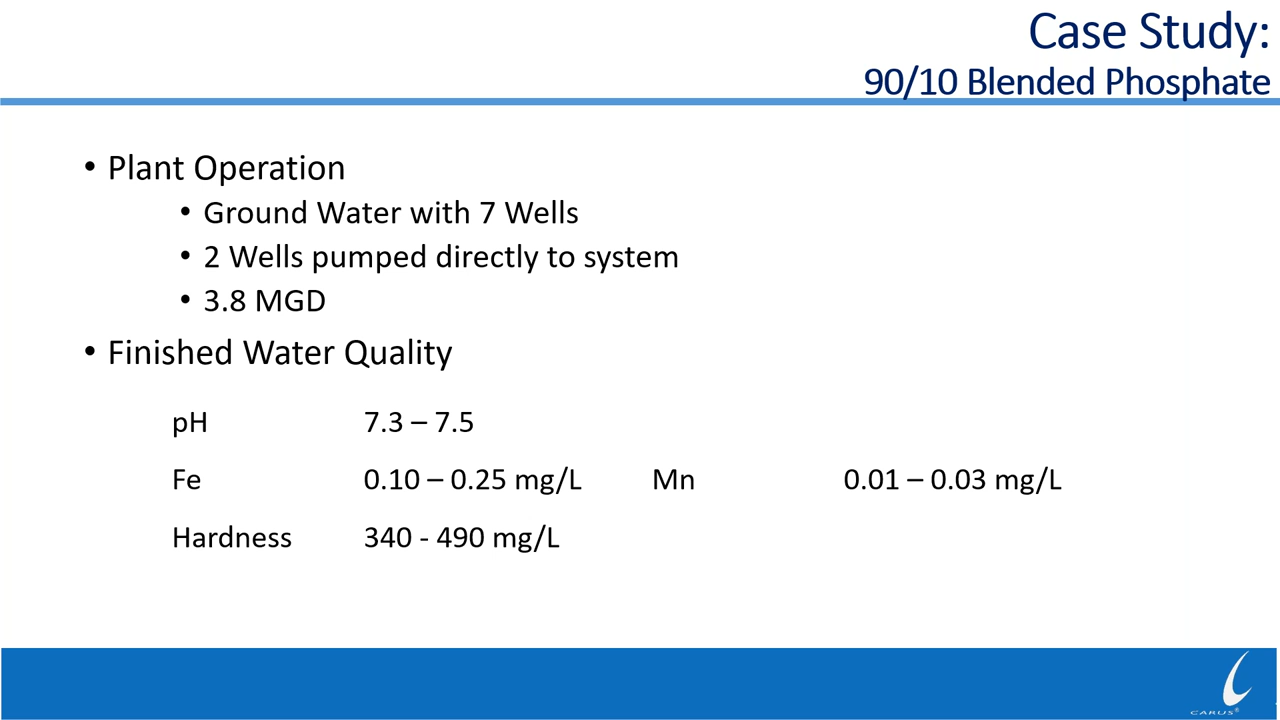 Case Study:
90/10 Blended Phosphate
• Plant Operation
• Ground Water with 7 Wells
• 2 Wells pumped directly to system
• 3.8 MGD
• Finished Water Quality
pH 7.3 – 7.5
Fe 0.10 – 0.25 mg/L Mn 0.01 – 0.03 mg/L
Hardness 340 - 490 mg/L
CARUS®